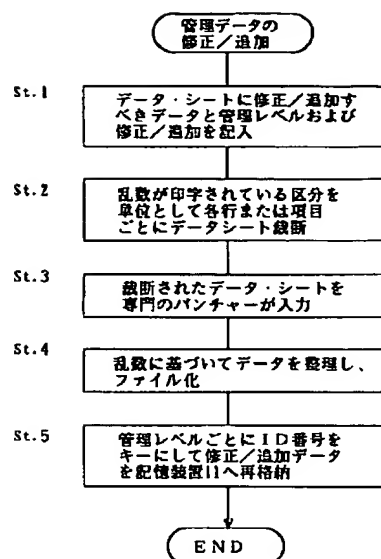 管理データの
修正／追加
St.1
データ・シートに修正／追加す
べきデータと管理レベルおよび
修正／追加を記入
St.2
乱数が印字されている区分を
単位として各行または項目
ごとにデータシート裁断
St.3
裁断されたデータ・シートを
専門のパンチャーが入力
St.4
乱数に基づいてデータを整理し、
ファイル化
St.5
管理レベルごとにＩＤ番号を
キーにして修正／追加データ
を記憶装置11へ再格納
ＥＮＤ